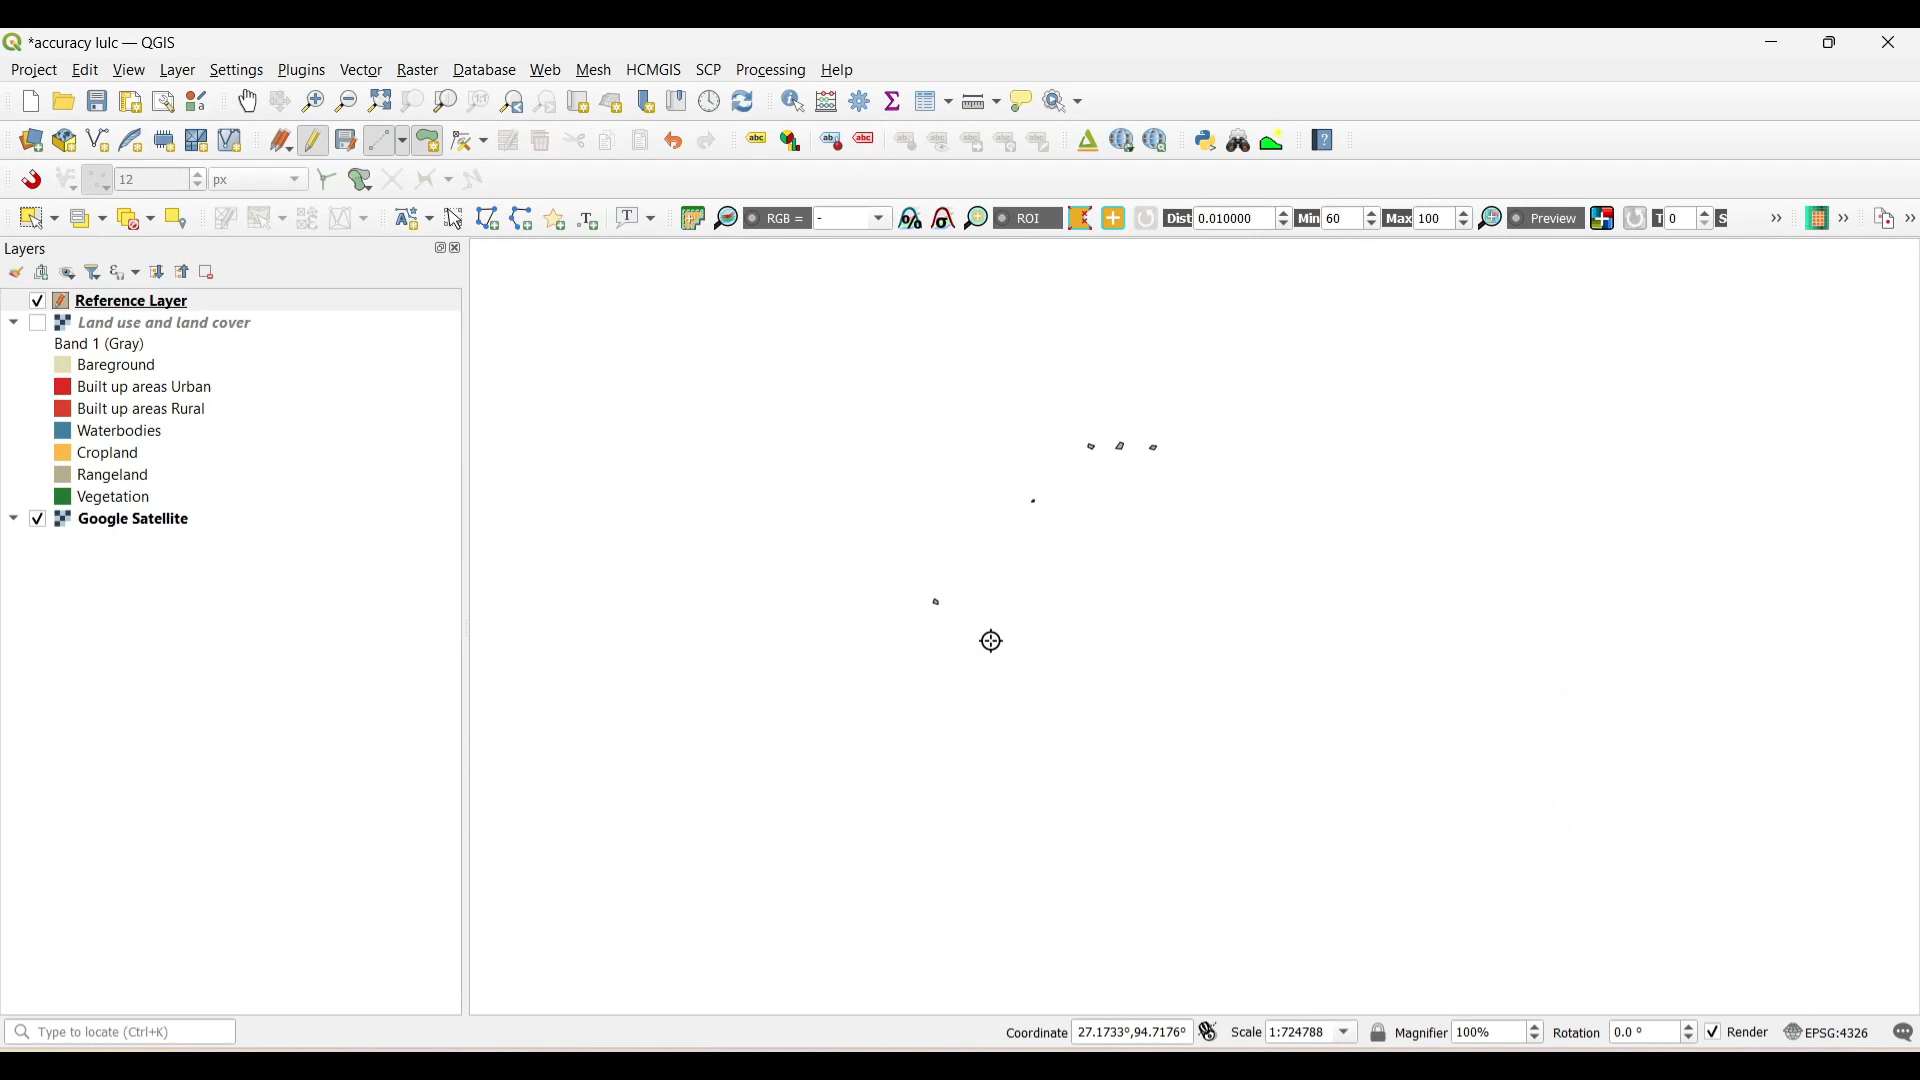 *accuracy lulc — QGIS
Project Edit View Layer Settings Plugins Vector Raster Database Web Mesh HCMGIS SCP Processing Help
12 px
RGB = - ROI Dist 0.010000 Min 60 Max 100 Preview T 0 S
Layers
Reference Layer
Land use and land cover
Band 1 (Gray)
Bareground
Built up areas Urban
Built up areas Rural
Waterbodies
Cropland
Rangeland
Vegetation
Google Satellite
Type to locate (Ctrl+K) Coordinate 27.1733°,94.7176° Scale 1:724788 Magnifier 100% Rotation 0.0 ° Render EPSG:4326